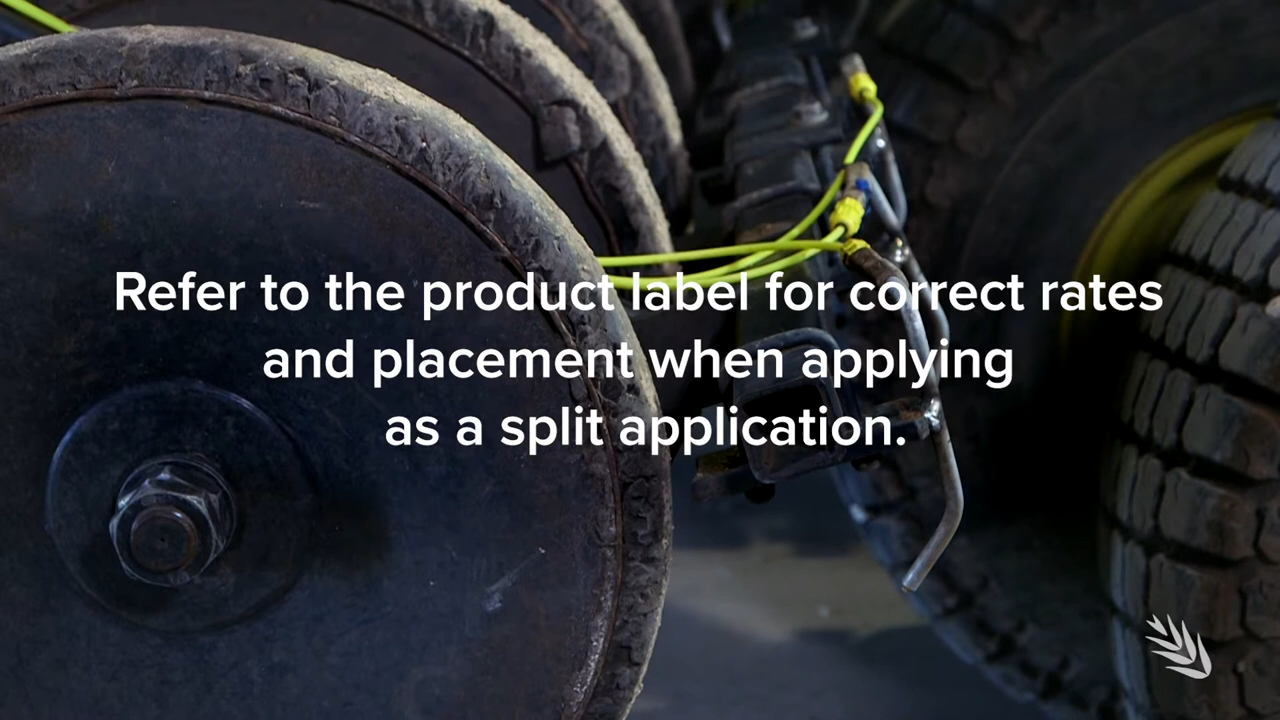 Refer to the product label for correct rates
and placement when applying
as a split application.